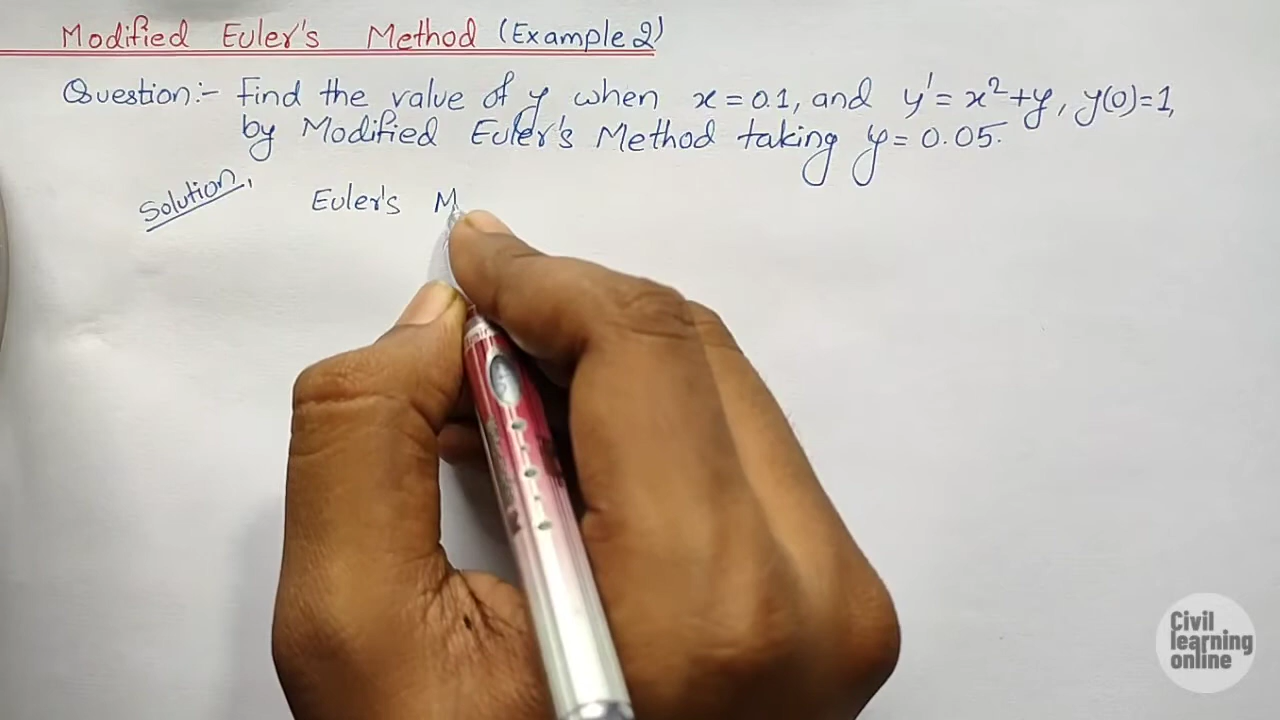 Modified Euler's Method (Example 2)
Question:- Find the value of y when x = 0.1, and y' = x²+y, y(0)=1,
by Modified Euler's Method taking y = 0.05.
Solution,
Euler's M
Civil
learning
online